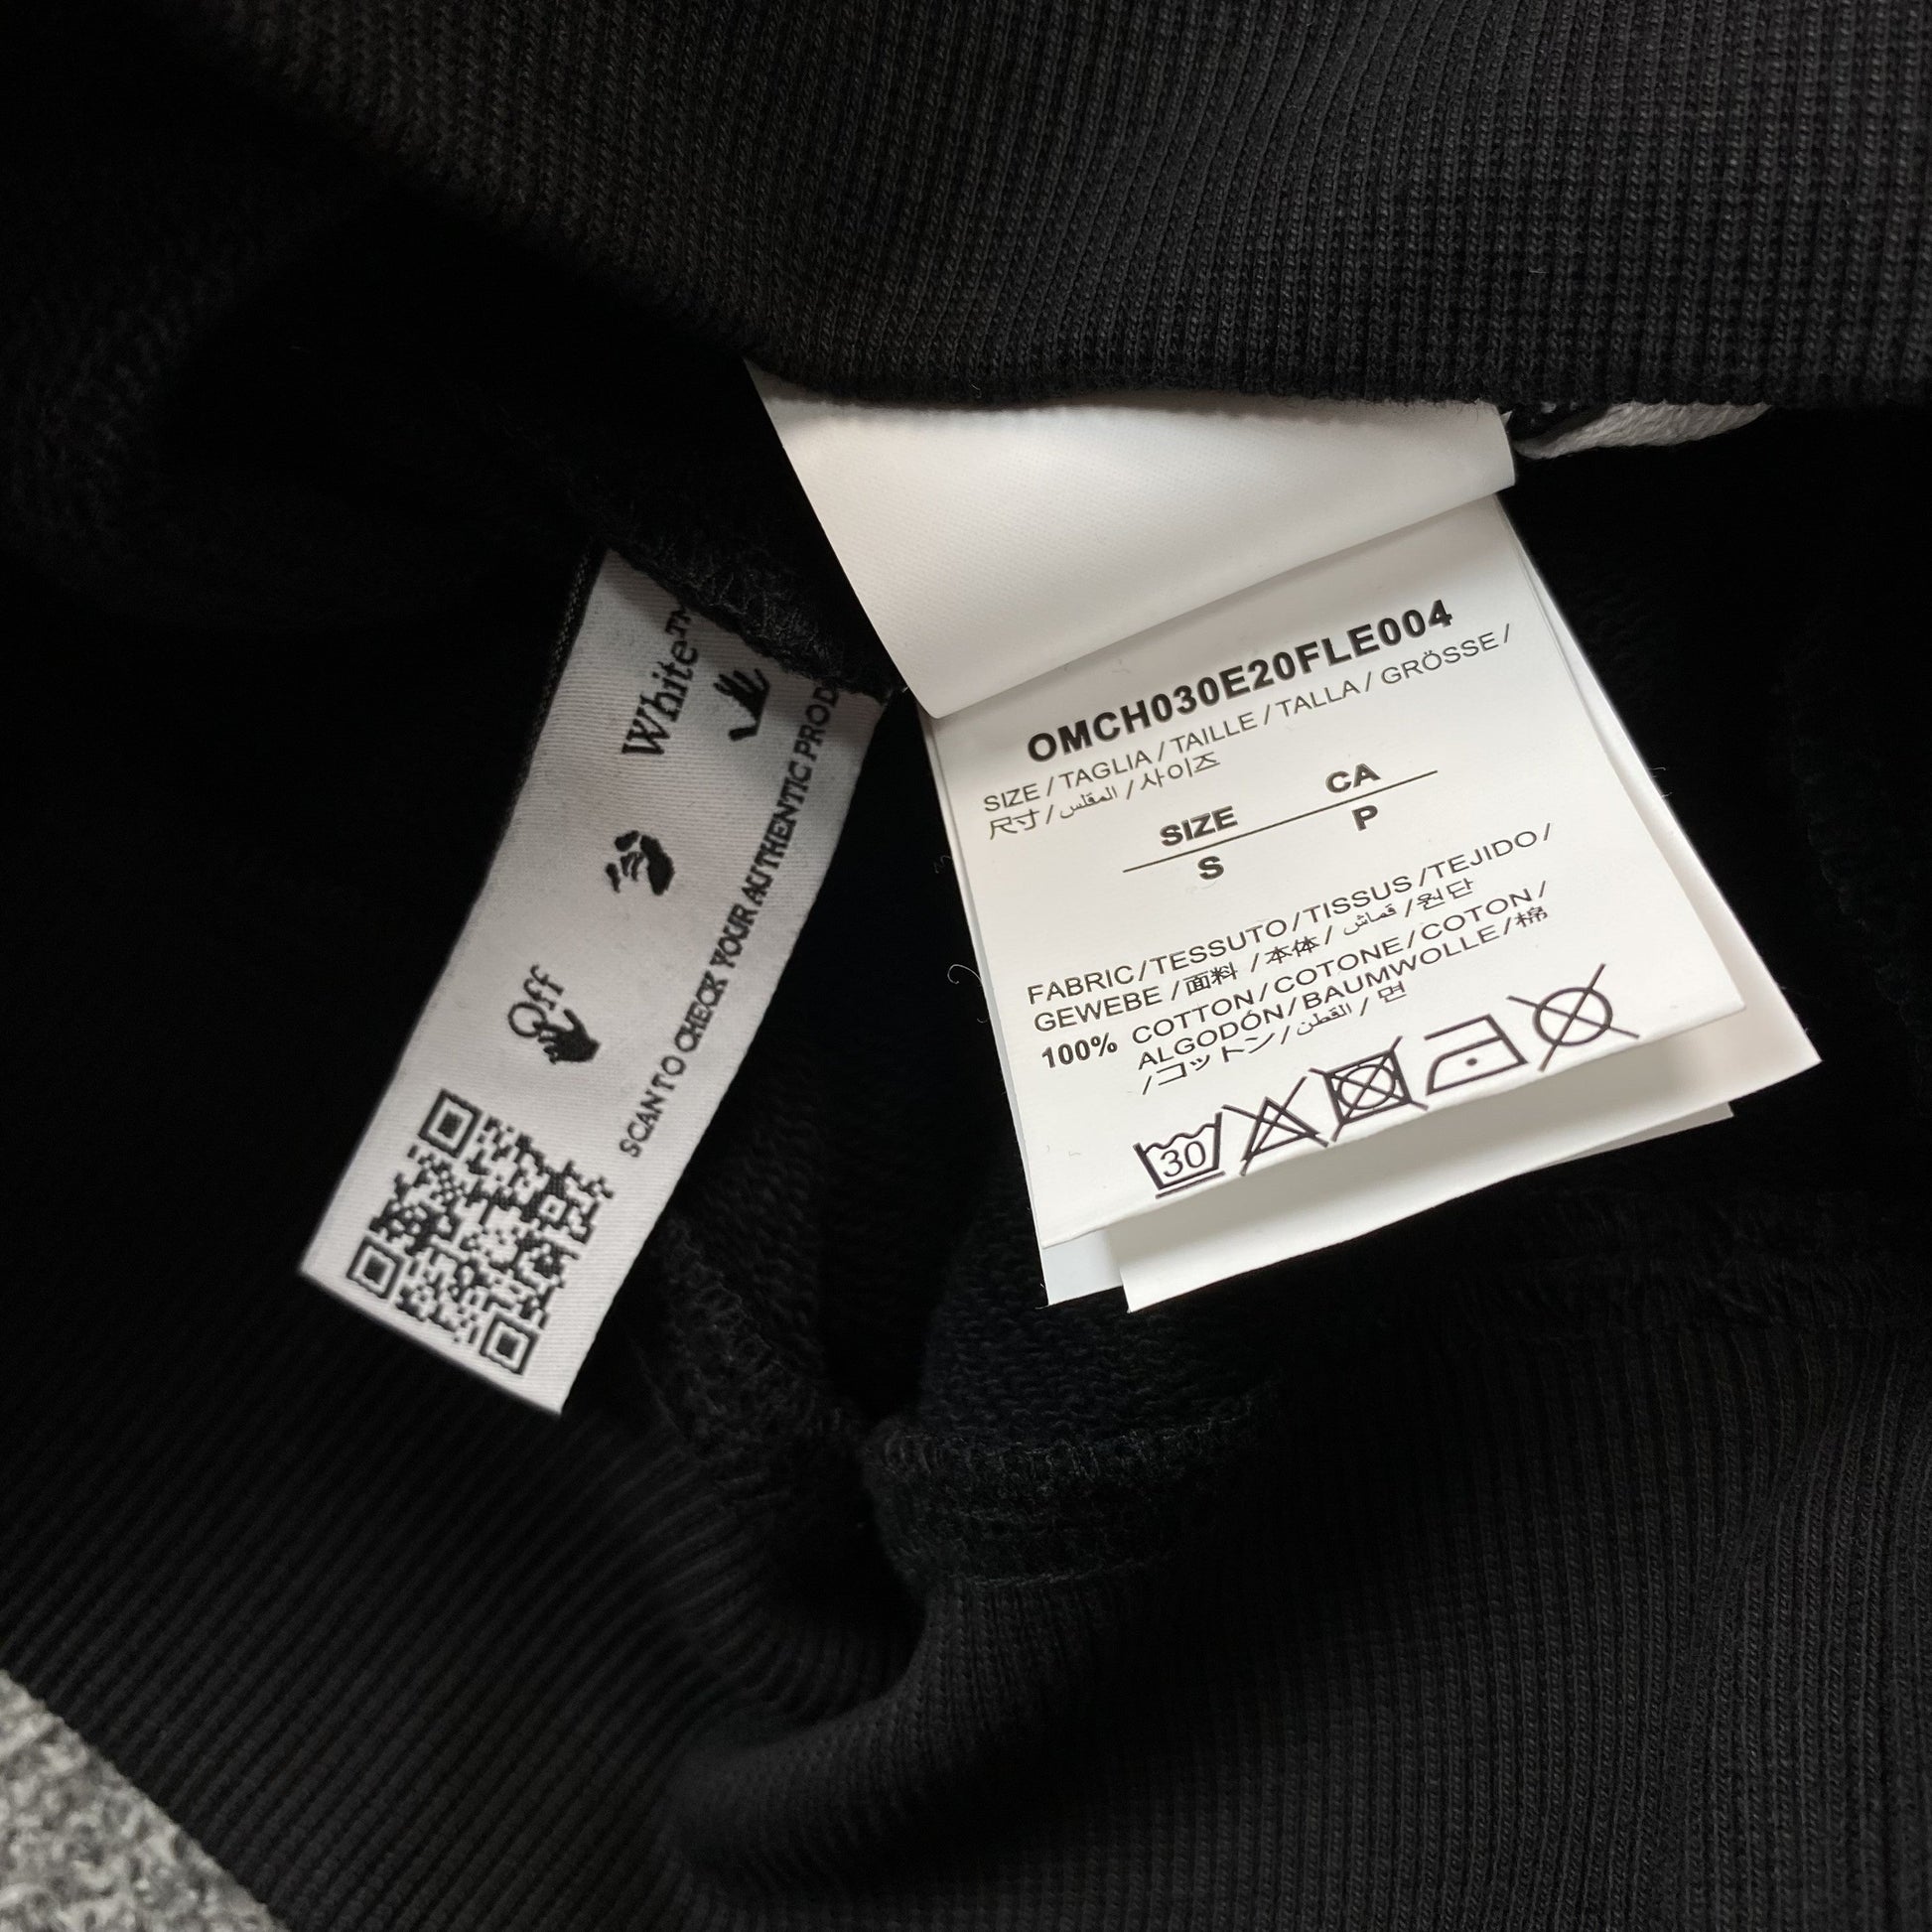 Off White™
SCAN TO CHECK YOUR AUTHENTIC PROD
OMCH030E20FLE004
SIZE / TAGLIA / TAILLE / TALLA / GRÖSSE /
尺寸 / المقلس / 사이즈
SIZE CA
S P
FABRIC / TESSUTO / TISSUS / TEJIDO /
GEWEBE / 面料 / 本体 / قماش / 원단
100% COTTON / COTONE / COTON /
ALGODÓN / BAUMWOLLE / 棉
/ コットン / القطن / 면
30